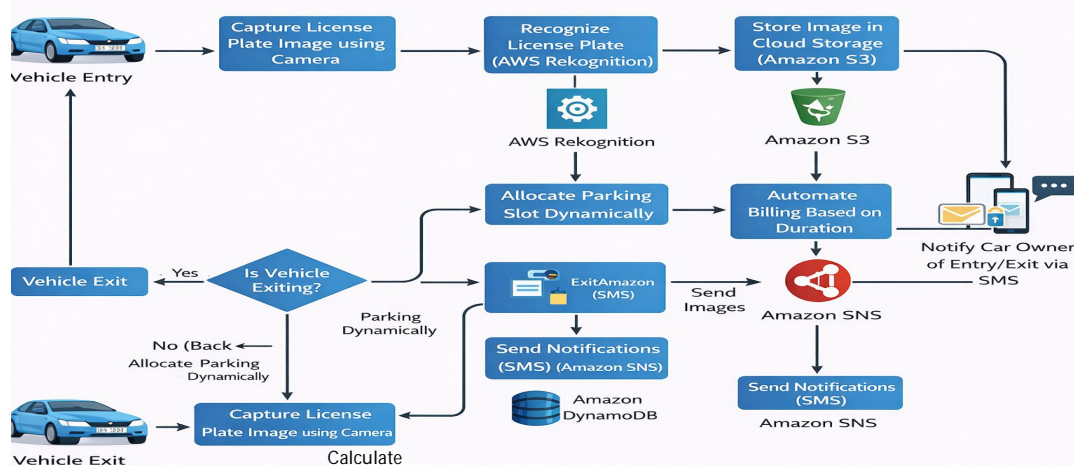 Capture License
Plate Image using
Camera
Recognize
License Plate
(AWS Rekognition)
Store Image in
Cloud Storage
(Amazon S3)
Vehicle Entry
AWS Rekognition
Amazon S3
Allocate Parking
Slot Dynamically
Automate
Billing Based on
Duration
Notify Car Owner
of Entry/Exit via
SMS
Vehicle Exit
Yes
Is Vehicle
Exiting?
Parking
Dynamically
ExitAmazon
(SMS)
Send
Images
Amazon SNS
No (Back
Allocate Parking
Dynamically
Send Notifications
(SMS) (Amazon SNS)
Amazon
DynamoDB
Send Notifications
(SMS)
Amazon SNS
Capture License
Plate Image using Camera
Vehicle Exit
Calculate